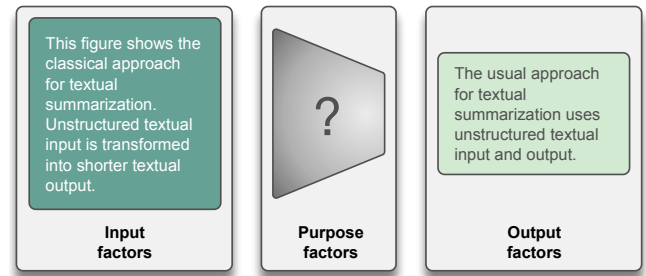 This figure shows the
classical approach
for textual
summarization.
Unstructured textual
input is transformed
into shorter textual
output.
Input
factors
?
Purpose
factors
The usual approach
for textual
summarization uses
unstructured textual
input and output.
Output
factors